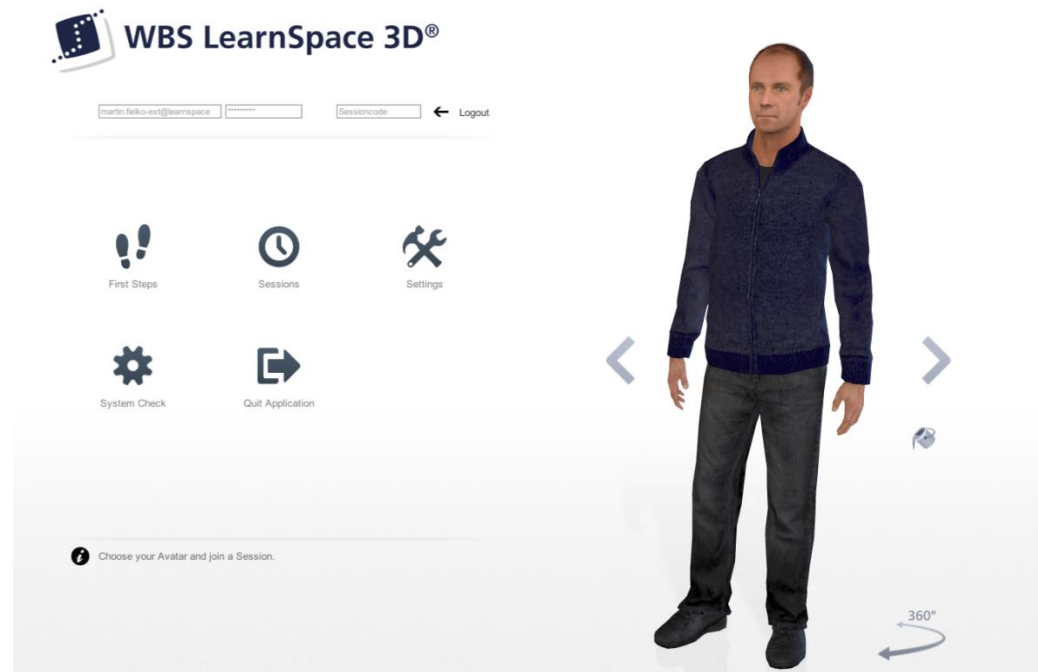 WBS LearnSpace 3D®
martin.fielko-ext@learnspace ********* Sessioncode Logout
First Steps Sessions Settings
System Check Quit Application
Choose your Avatar and join a Session.
360°